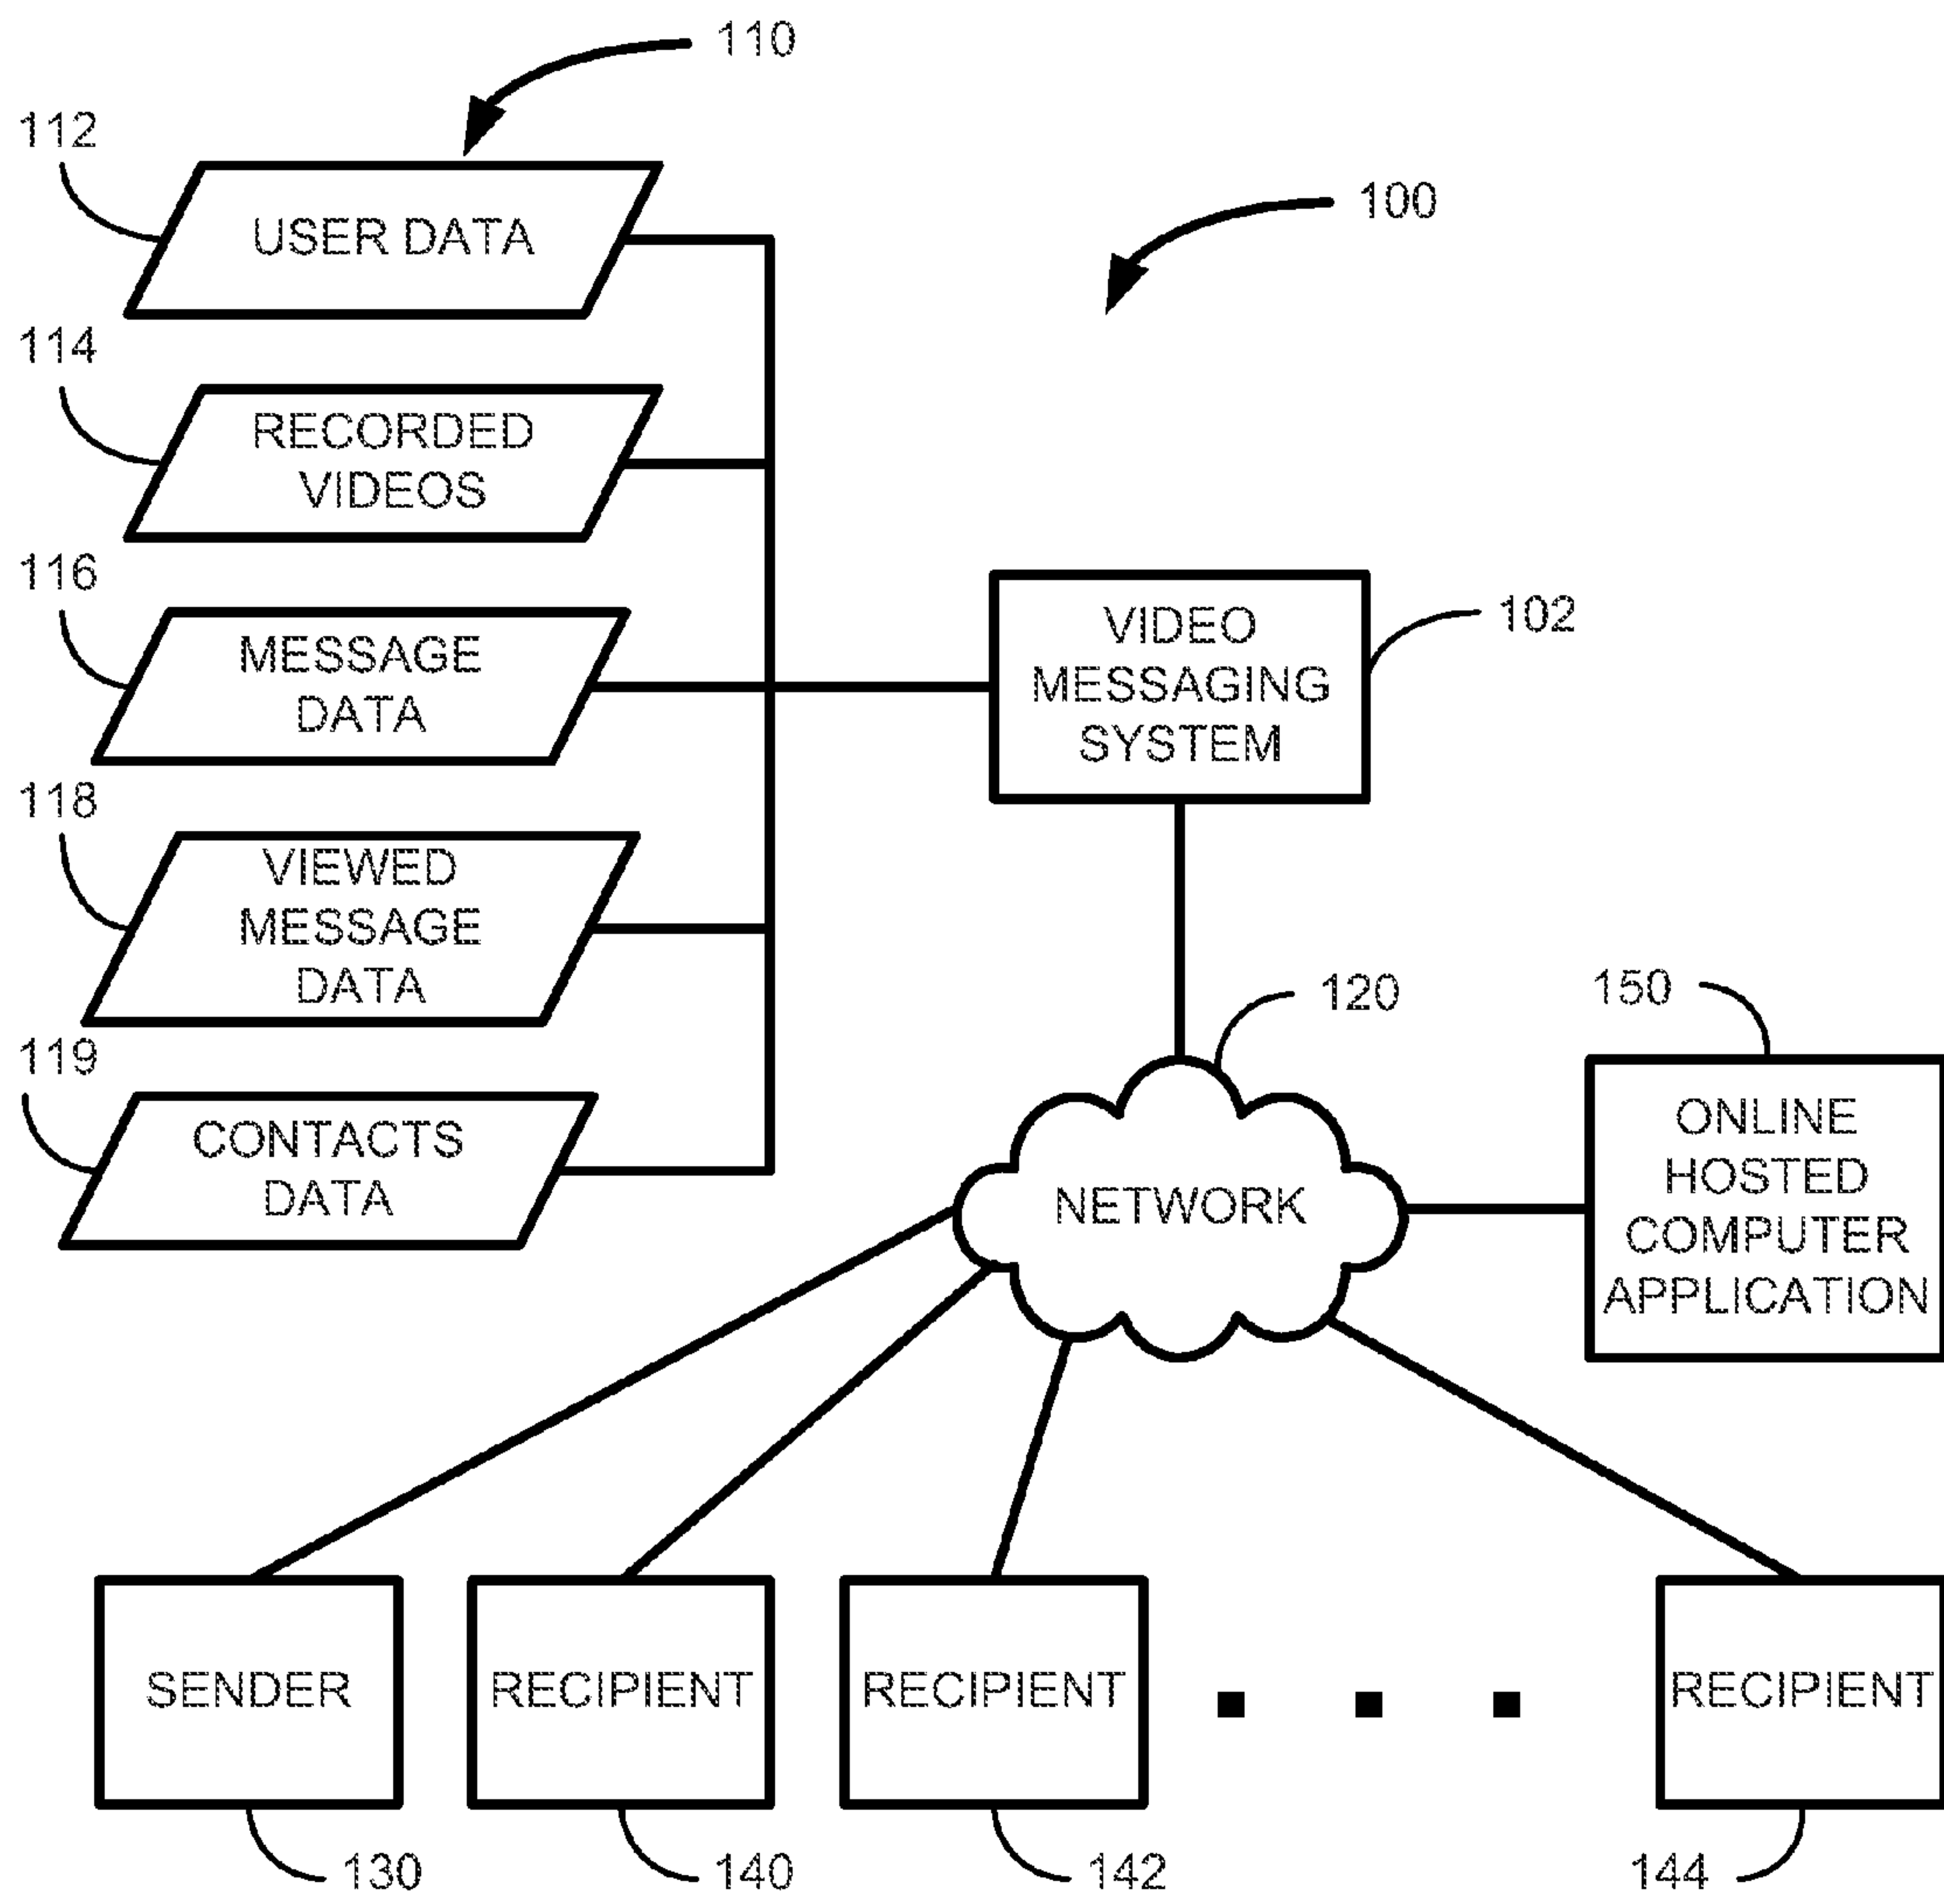 110
112
USER DATA
100
114
RECORDED
VIDEOS
116
MESSAGE
DATA
VIDEO
MESSAGING
SYSTEM
102
118
VIEWED
MESSAGE
DATA
120
150
119
CONTACTS
DATA
NETWORK
ONLINE
HOSTED
COMPUTER
APPLICATION
SENDER
RECIPIENT
RECIPIENT
RECIPIENT
130
140
142
144